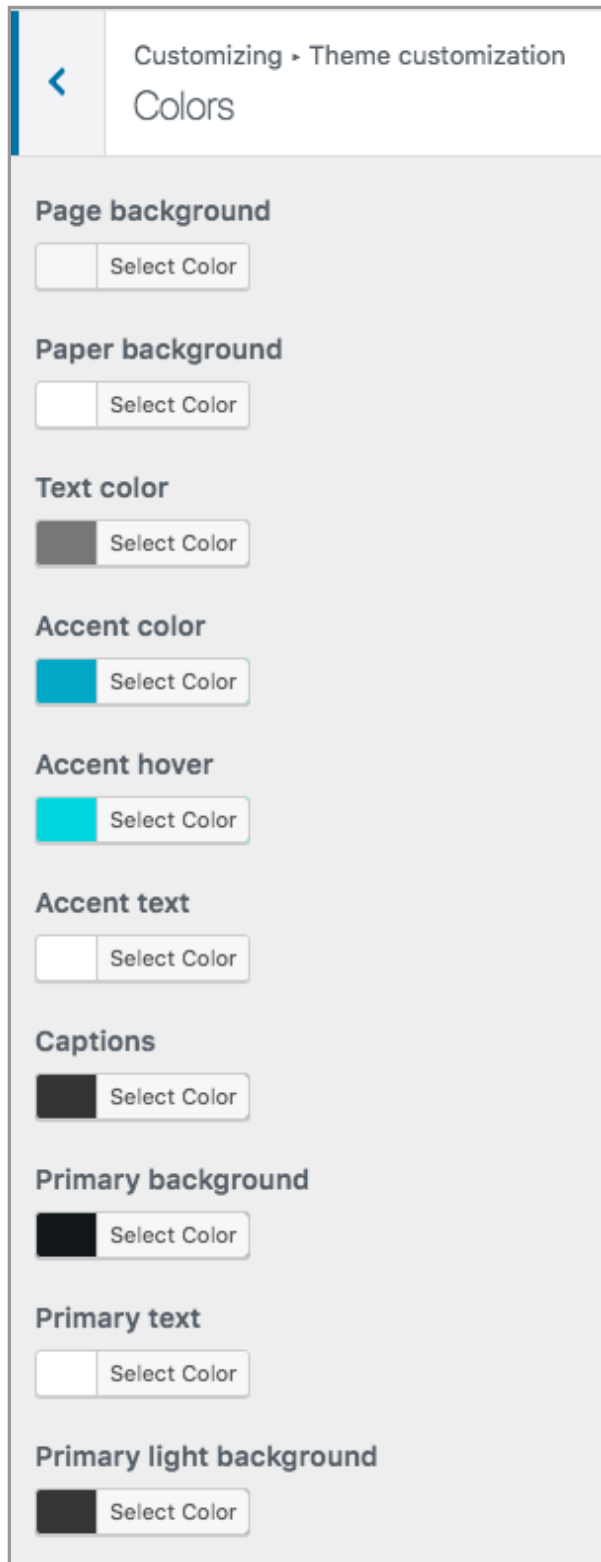 Customizing ▸ Theme customization
Colors
Page background
Select Color
Paper background
Select Color
Text color
Select Color
Accent color
Select Color
Accent hover
Select Color
Accent text
Select Color
Captions
Select Color
Primary background
Select Color
Primary text
Select Color
Primary light background
Select Color